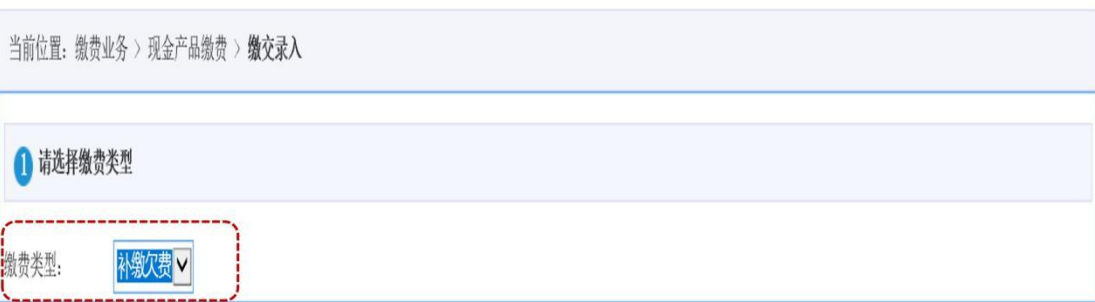 当前位置：缴费业务 > 现金产品缴费 > 缴交录入
1 请选择缴费类型
缴费类型： 补缴欠费